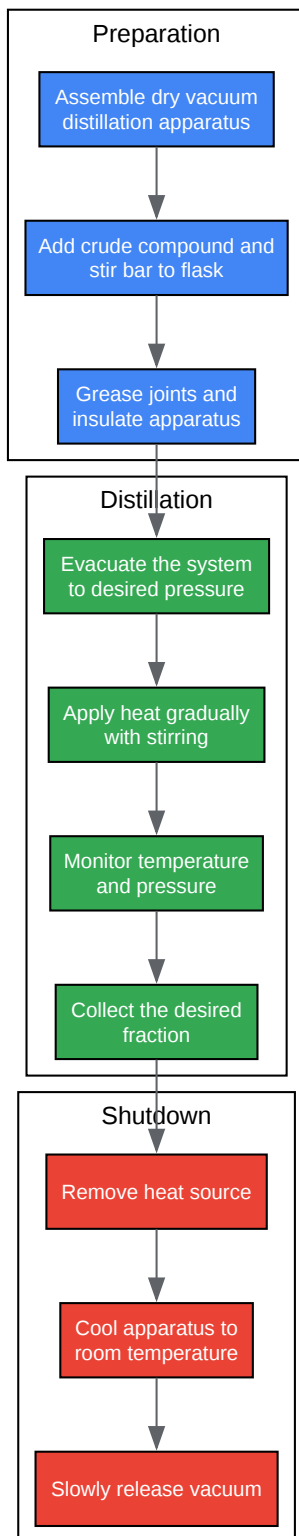 Preparation
Assemble dry vacuum
distillation apparatus
Add crude compound and
stir bar to flask
Grease joints and
insulate apparatus
Distillation
Evacuate the system
to desired pressure
Apply heat gradually
with stirring
Monitor temperature
and pressure
Collect the desired
fraction
Shutdown
Remove heat source
Cool apparatus to
room temperature
Slowly release vacuum